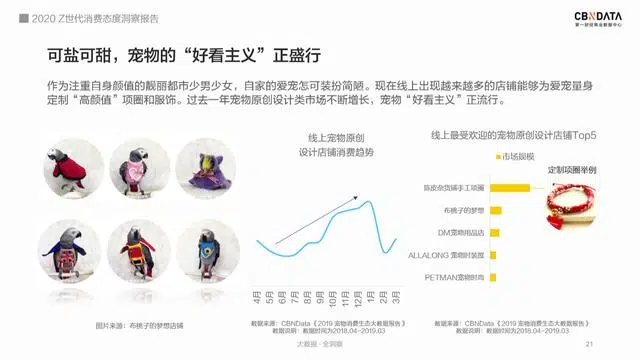 2020 Z世代消费态度洞察报告
CBNDATA
第一财经商业数据中心
可盐可甜，宠物的“好看主义”正盛行
作为注重自身颜值的靓丽都市少男少女，自家的爱宠怎可装扮简陋。现在线上出现越来越多的店铺能够为爱宠量身
定制“高颜值”项圈和服饰。过去一年宠物原创设计类市场不断增长，宠物“好看主义”正流行。
线上宠物原创
设计店铺消费趋势
4月
5月
6月
7月
8月
9月
10月
11月
12月
1月
2月
3月
线上最受欢迎的宠物原创设计店铺Top5
市场规模
定制项圈举例
陈皮杂货铺手工项圈
布桃子的梦想
DM宠物用品店
ALLALONG 宠物时装馆
PETMAN宠物时尚
图片来源：布桃子的梦想店铺
数据来源：CBNData《2019 宠物消费生态大数据报告》
数据说明：数据时间为2018.04-2019.03
数据来源：CBNData《2019 宠物消费生态大数据报告》
数据说明：数据时间为2018.04-2019.03
大数据·全洞察
21